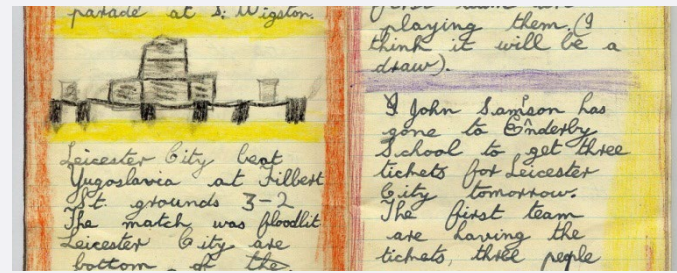 parade at S. Wigston.
Leicester City beat
Yugoslavia at Filbert
St. grounds 3-2
The match was floodlit
Leicester City are
bottom of the
playing them. (I
think it will be a
draw).
I John Samson has
gone to Enderby
School to get three
tickets for Leicester
City tomorrow.
The first team
are having the
tickets, three people